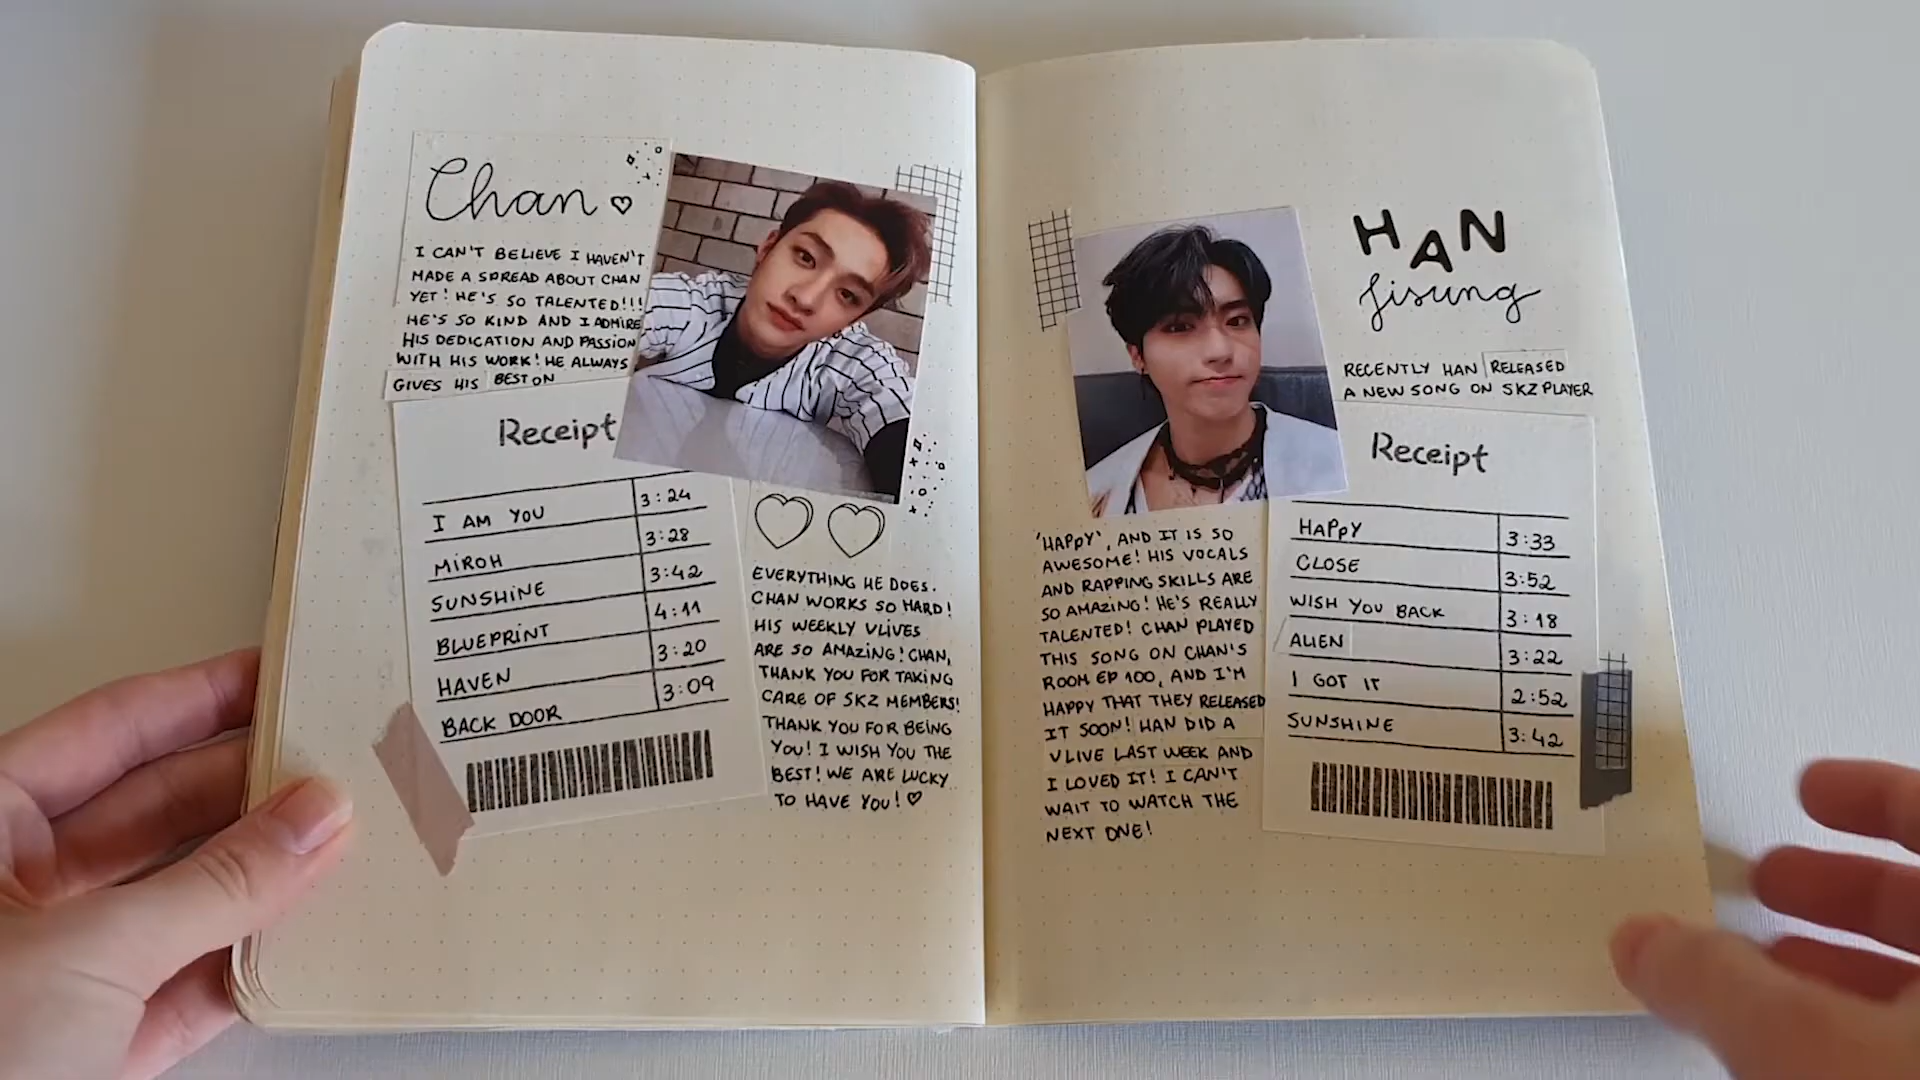 Chan ♡
I CAN'T BELIEVE I HAVEN'T
MADE A SPREAD ABOUT CHAN
YET! HE'S SO TALENTED!!!
HE'S SO KIND AND I ADMIRE
HIS DEDICATION AND PASSION
WITH HIS WORK! HE ALWAYS
GIVES HIS BEST ON
Receipt
I AM YOU 3:24
MIROH 3:28
SUNSHINE 3:42
BLUEPRINT 4:11
HAVEN 3:20
BACK DOOR 3:09
EVERYTHING HE DOES.
CHAN WORKS SO HARD!
HIS WEEKLY VLIVES
ARE SO AMAZING! CHAN,
THANK YOU FOR TAKING
CARE OF SKZ MEMBERS!
THANK YOU FOR BEING
YOU! I WISH YOU THE
BEST! WE ARE LUCKY
TO HAVE YOU! ♡
HAN
Jisung
RECENTLY HAN RELEASED
A NEW SONG ON SKZ PLAYER
'HAPPY', AND IT IS SO
AWESOME! HIS VOCALS
AND RAPPING SKILLS ARE
SO AMAZING! HE'S REALLY
TALENTED! CHAN PLAYED
THIS SONG ON CHAN'S
ROOM EP 100, AND I'M
HAPPY THAT THEY RELEASED
IT SOON! HAN DID A
VLIVE LAST WEEK AND
I LOVED IT! I CAN'T
WAIT TO WATCH THE
NEXT ONE!
Receipt
HAPPY 3:33
CLOSE 3:52
WISH YOU BACK 3:18
ALIEN 3:22
I GOT IT 2:52
SUNSHINE 3:42